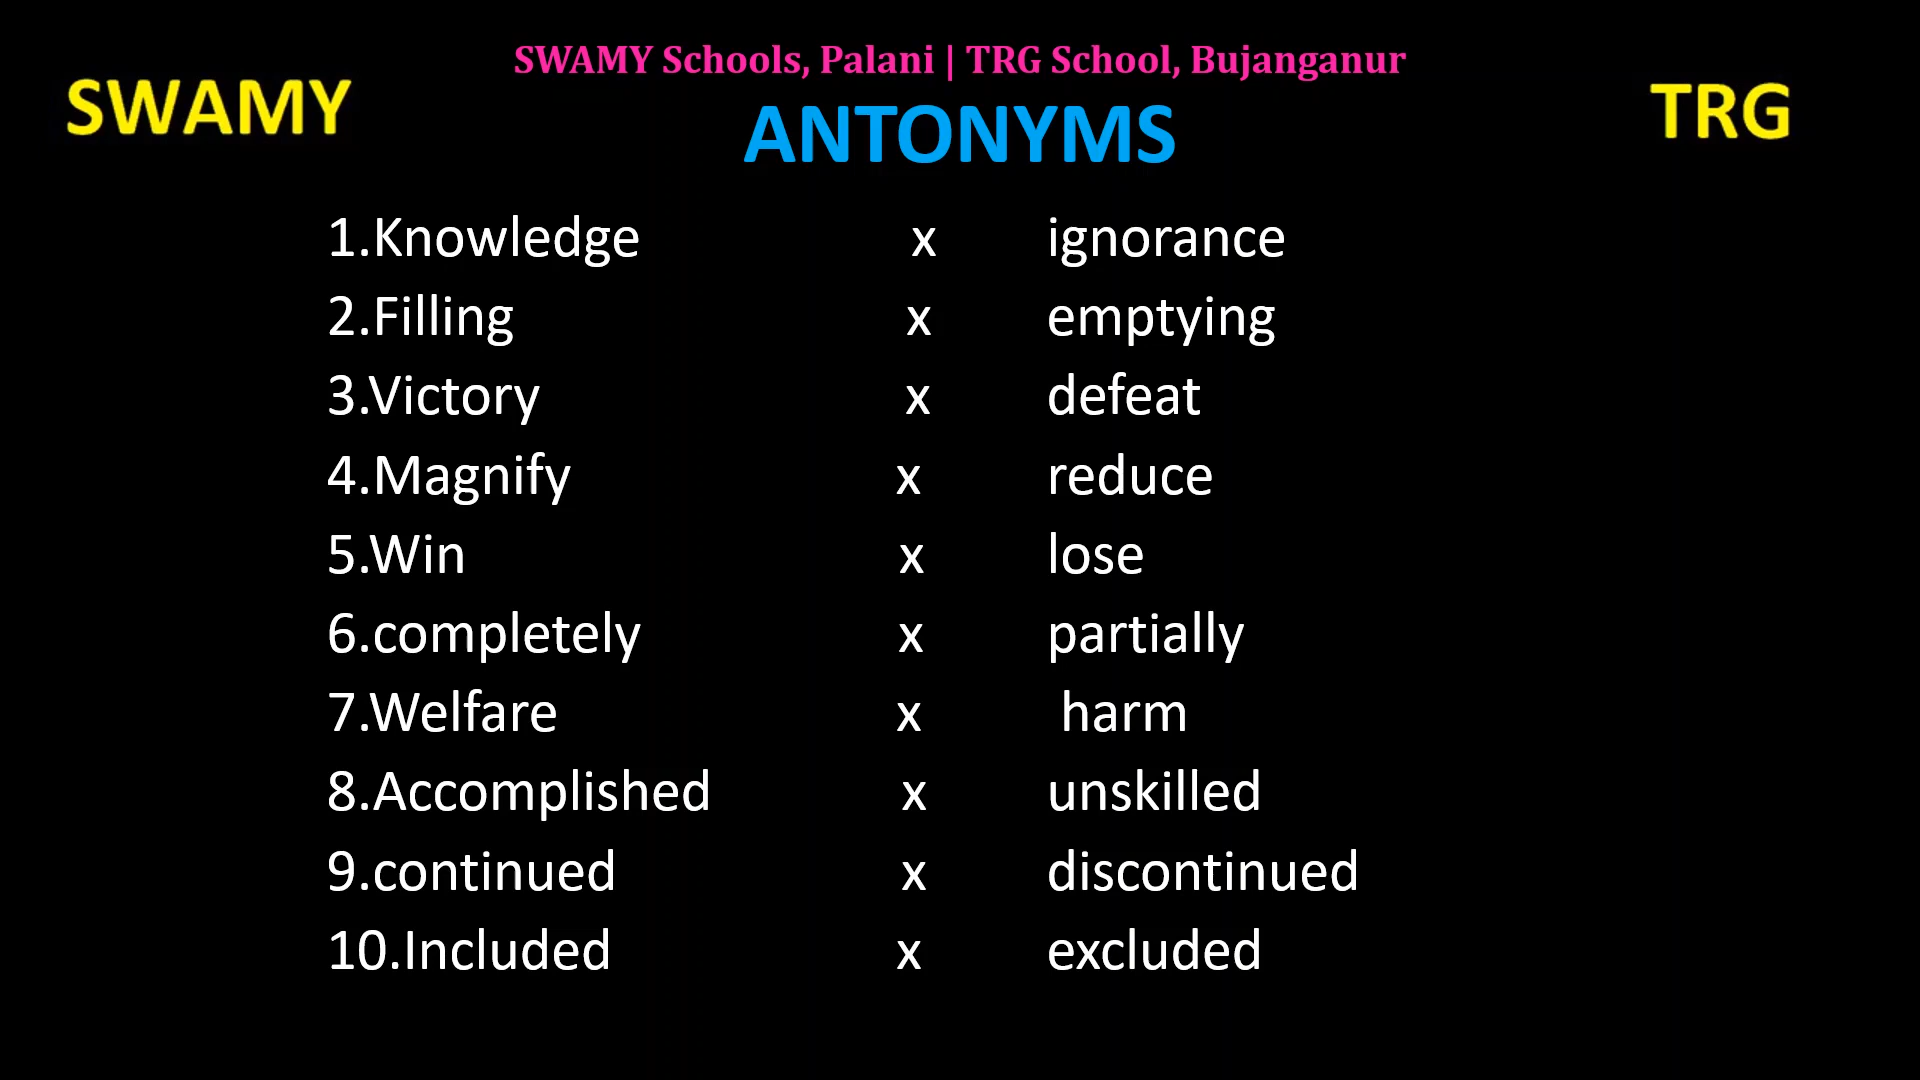 SWAMY Schools, Palani | TRG School, Bujanganur
SWAMY
TRG
ANTONYMS
1.Knowledge x ignorance
2.Filling x emptying
3.Victory x defeat
4.Magnify x reduce
5.Win x lose
6.completely x partially
7.Welfare x harm
8.Accomplished x unskilled
9.continued x discontinued
10.Included x excluded